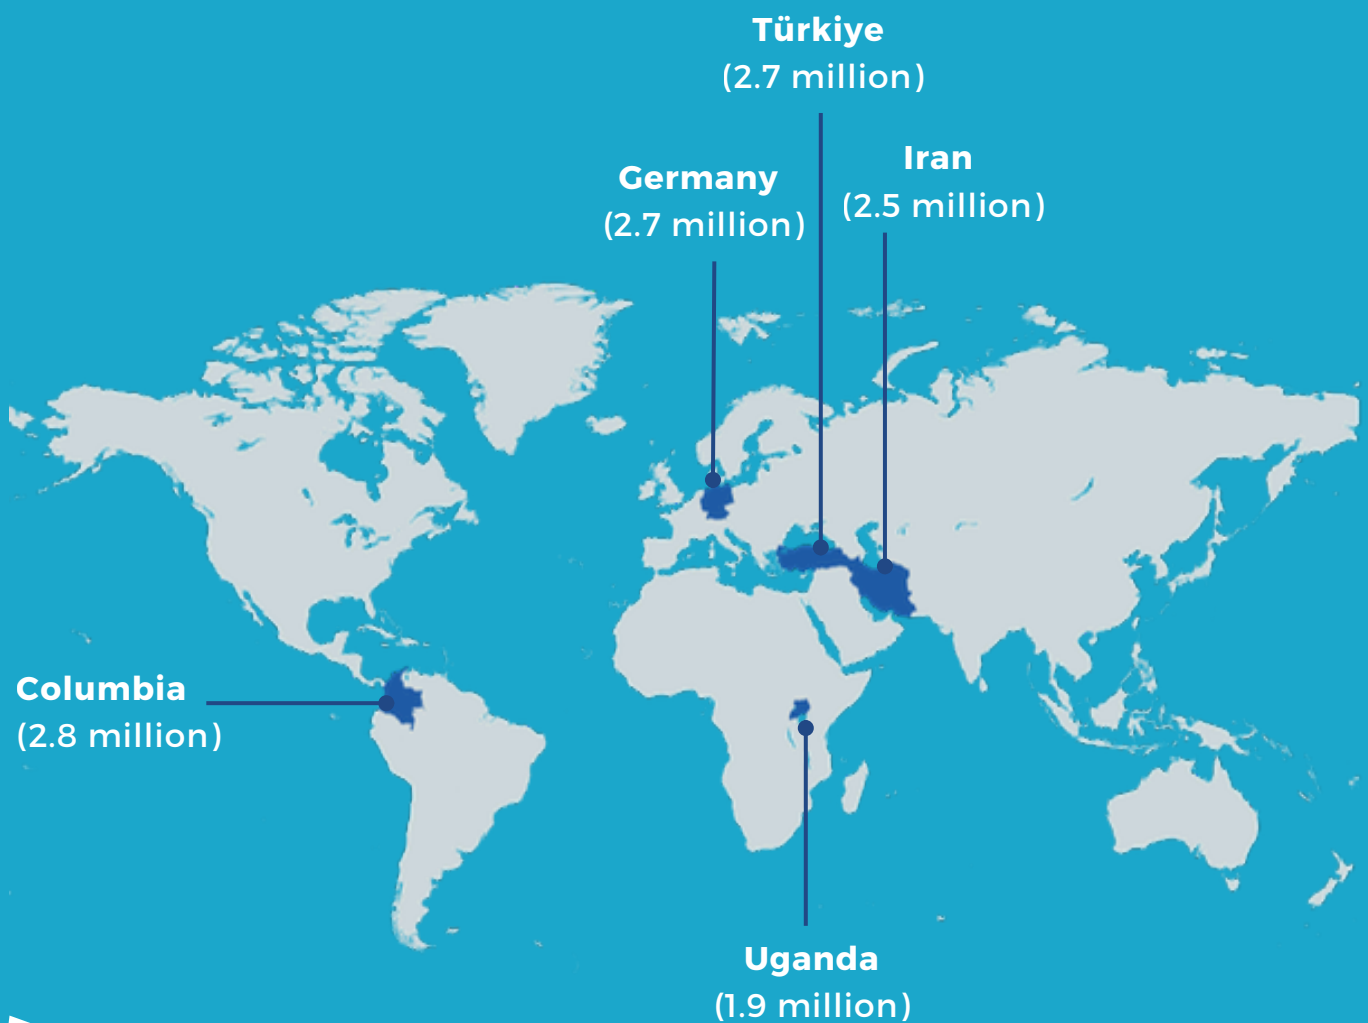 Türkiye
(2.7 million)
Iran
(2.5 million)
Germany
(2.7 million)
Columbia
(2.8 million)
Uganda
(1.9 million)